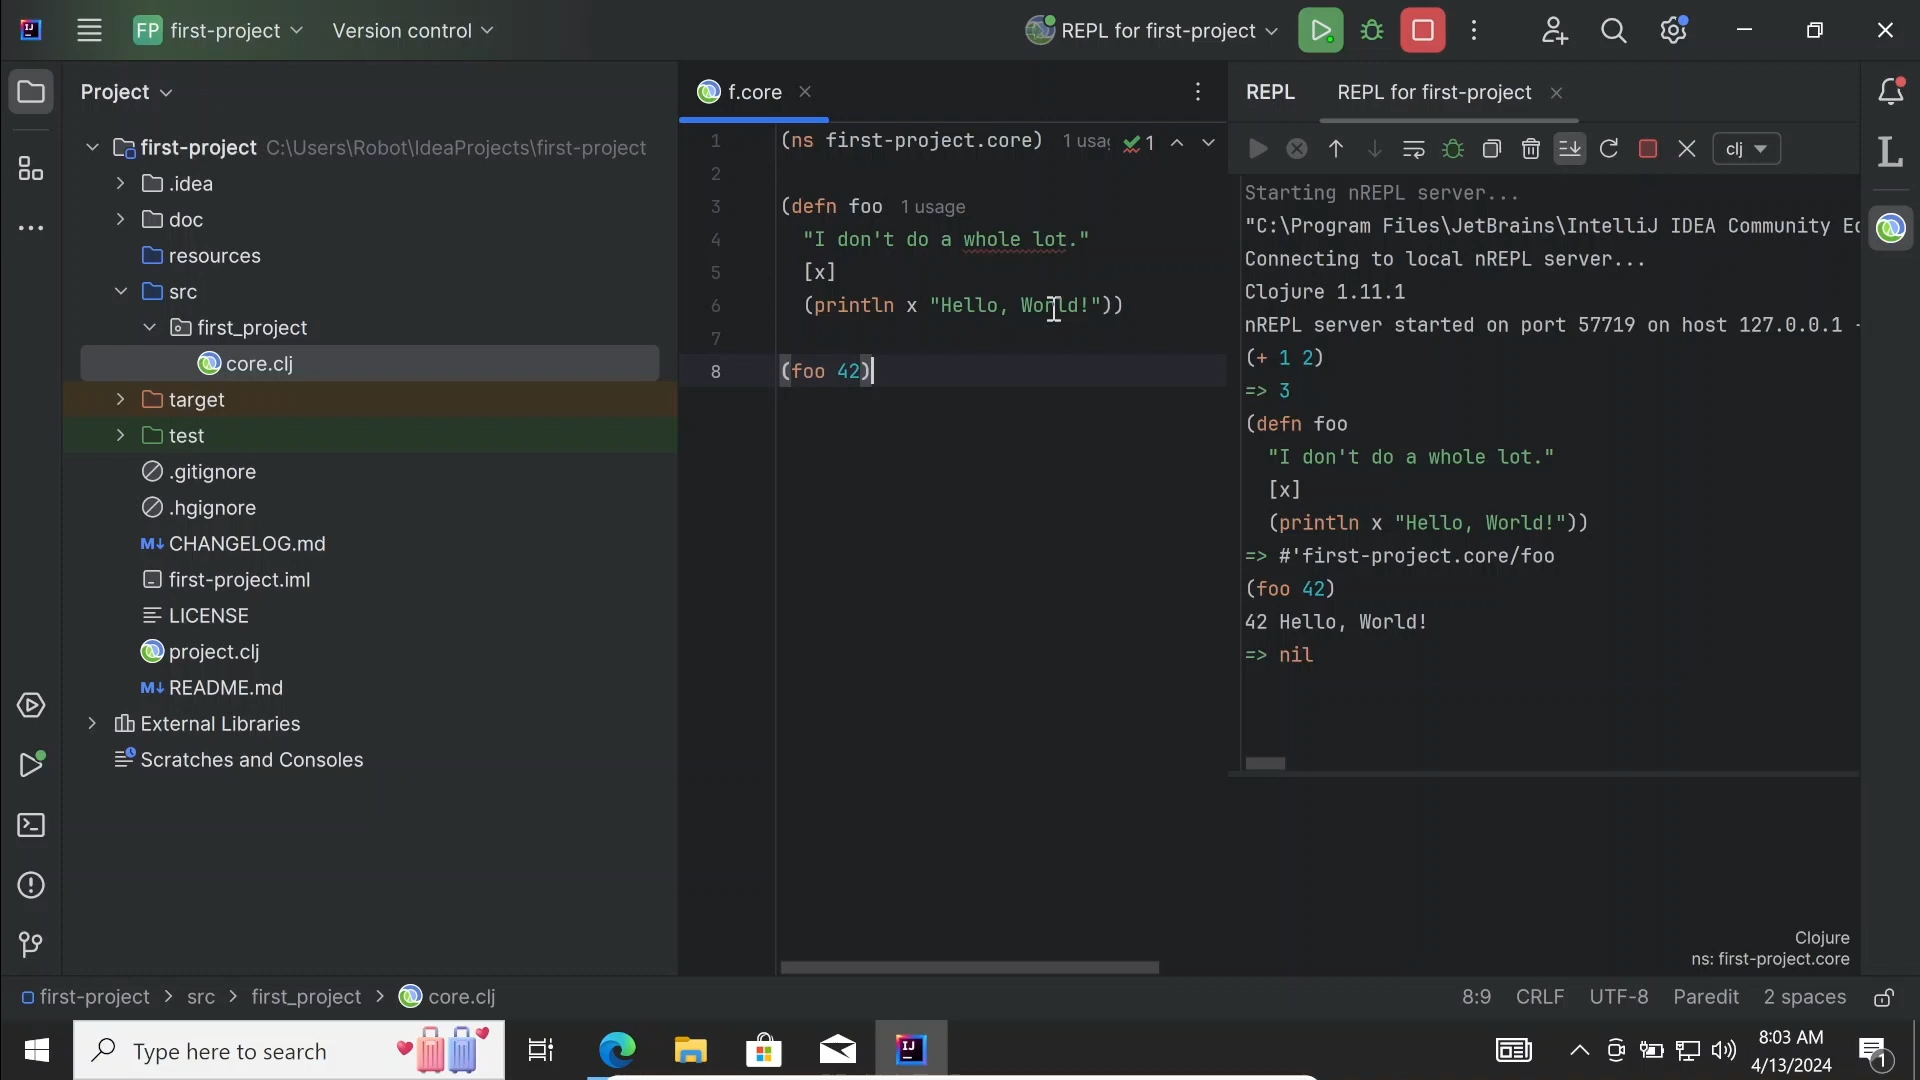 FP first-project Version control REPL for first-project
Project
first-project C:\Users\Robot\IdeaProjects\first-project
.idea
doc
resources
src
first_project
core.clj
target
test
.gitignore
.hgignore
M↓ CHANGELOG.md
first-project.iml
LICENSE
project.clj
M↓ README.md
External Libraries
Scratches and Consoles
f.core
1 (ns first-project.core) 1 usag 1
2
3 (defn foo 1 usage
4 "I don't do a whole lot."
5 [x]
6 (println x "Hello, World!"))
7
8 (foo 42)
REPL REPL for first-project
clj
Starting nREPL server...
"C:\Program Files\JetBrains\IntelliJ IDEA Community Ec
Connecting to local nREPL server...
Clojure 1.11.1
nREPL server started on port 57719 on host 127.0.0.1 -
(+ 1 2)
=> 3
(defn foo
"I don't do a whole lot."
[x]
(println x "Hello, World!"))
=> #'first-project.core/foo
(foo 42)
42 Hello, World!
=> nil
Clojure
ns: first-project.core
L
first-project > src > first_project > core.clj 8:9 CRLF UTF-8 Paredit 2 spaces
Type here to search
IJ
8:03 AM
4/13/2024
1